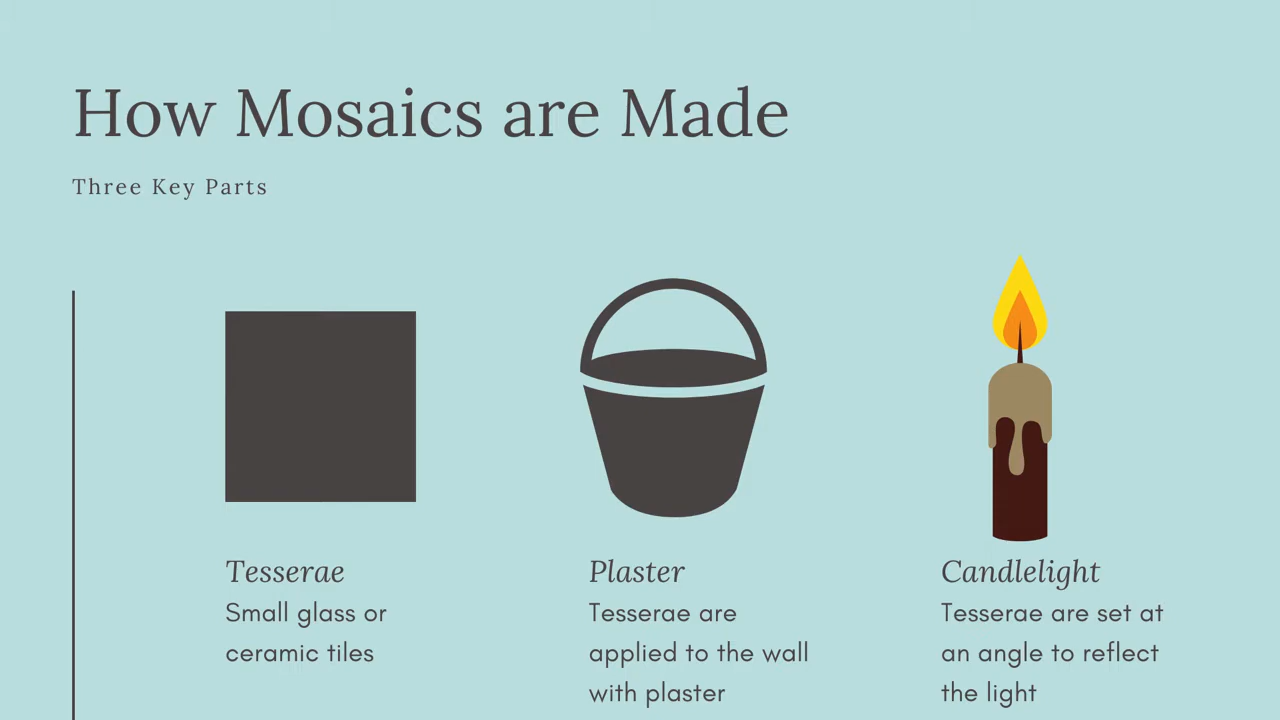 How Mosaics are Made
Three Key Parts
Tesserae
Small glass or
ceramic tiles
Plaster
Tesserae are
applied to the wall
with plaster
Candlelight
Tesserae are set at
an angle to reflect
the light